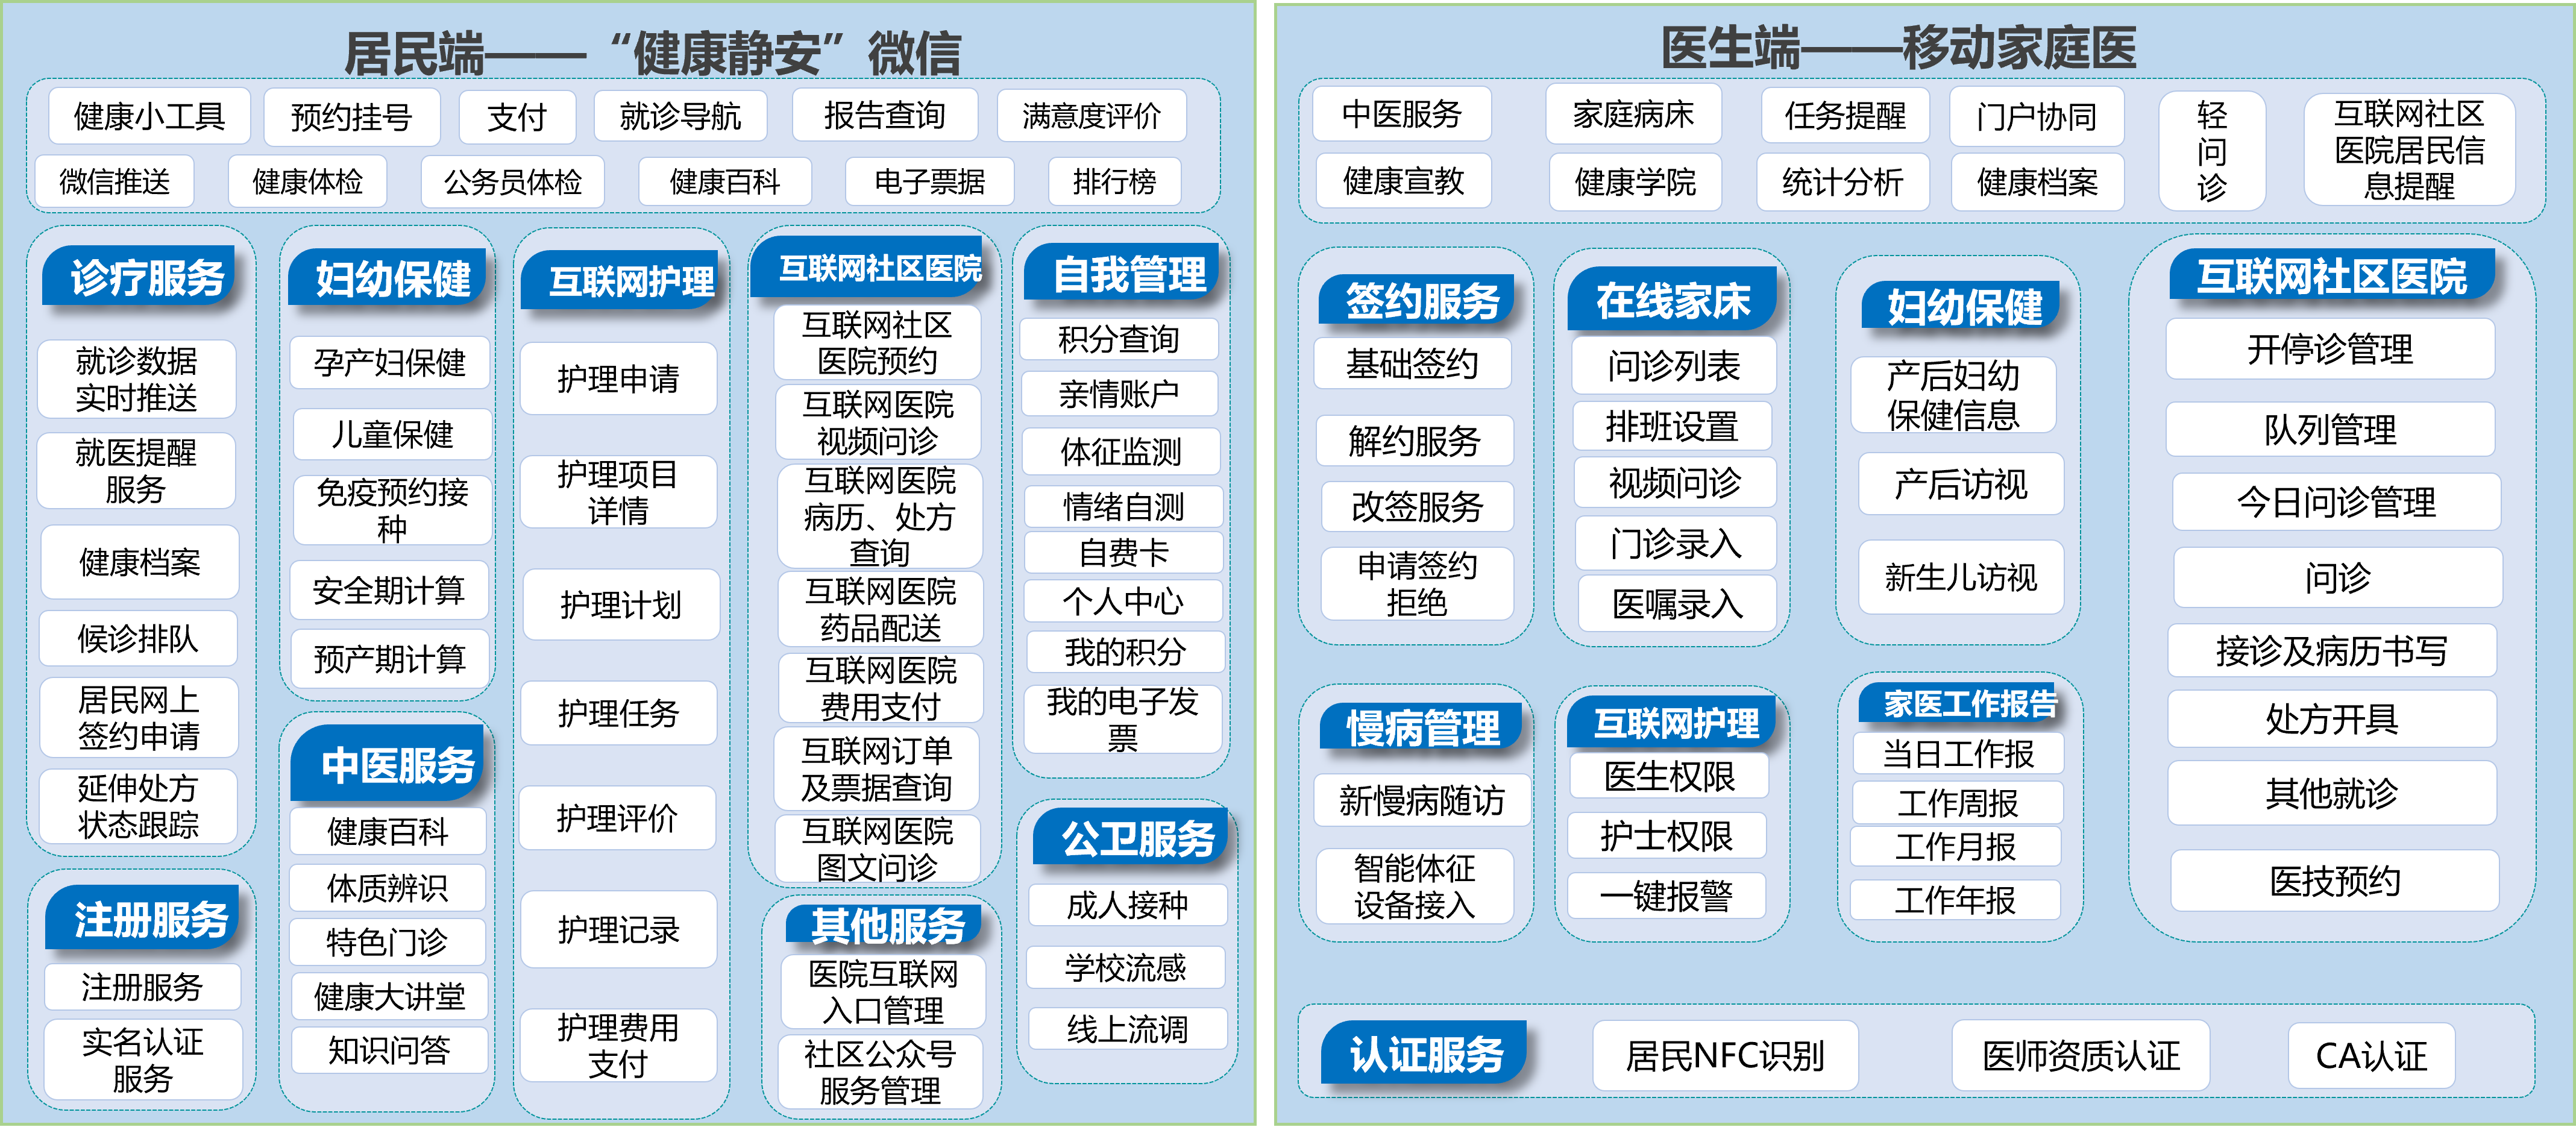 居民端——“健康静安”微信
健康小工具
预约挂号
支付
就诊导航
报告查询
满意度评价
微信推送
健康体检
公务员体检
健康百科
电子票据
排行榜
诊疗服务
就诊数据
实时推送
就医提醒
服务
健康档案
候诊排队
居民网上
签约申请
延伸处方
状态跟踪
注册服务
注册服务
实名认证
服务
妇幼保健
孕产妇保健
儿童保健
免疫预约接
种
安全期计算
预产期计算
中医服务
健康百科
体质辨识
特色门诊
健康大讲堂
知识问答
互联网护理
护理申请
护理项目
详情
护理计划
护理任务
护理评价
护理记录
护理费用
支付
互联网社区医院
互联网社区
医院预约
互联网医院
视频问诊
互联网医院
病历、处方
查询
互联网医院
药品配送
互联网医院
费用支付
互联网订单
及票据查询
互联网医院
图文问诊
其他服务
医院互联网
入口管理
社区公众号
服务管理
自我管理
积分查询
亲情账户
体征监测
情绪自测
自费卡
个人中心
我的积分
我的电子发
票
公卫服务
成人接种
学校流感
线上流调
医生端——移动家庭医
中医服务
家庭病床
任务提醒
门户协同
健康宣教
健康学院
统计分析
健康档案
轻
问
诊
互联网社区
医院居民信
息提醒
签约服务
基础签约
解约服务
改签服务
申请签约
拒绝
在线家床
问诊列表
排班设置
视频问诊
门诊录入
医嘱录入
妇幼保健
产后妇幼
保健信息
产后访视
新生儿访视
互联网社区医院
开停诊管理
队列管理
今日问诊管理
问诊
接诊及病历书写
处方开具
其他就诊
医技预约
慢病管理
新慢病随访
智能体征
设备接入
互联网护理
医生权限
护士权限
一键报警
家医工作报告
当日工作报
工作周报
工作月报
工作年报
认证服务
居民NFC识别
医师资质认证
CA认证